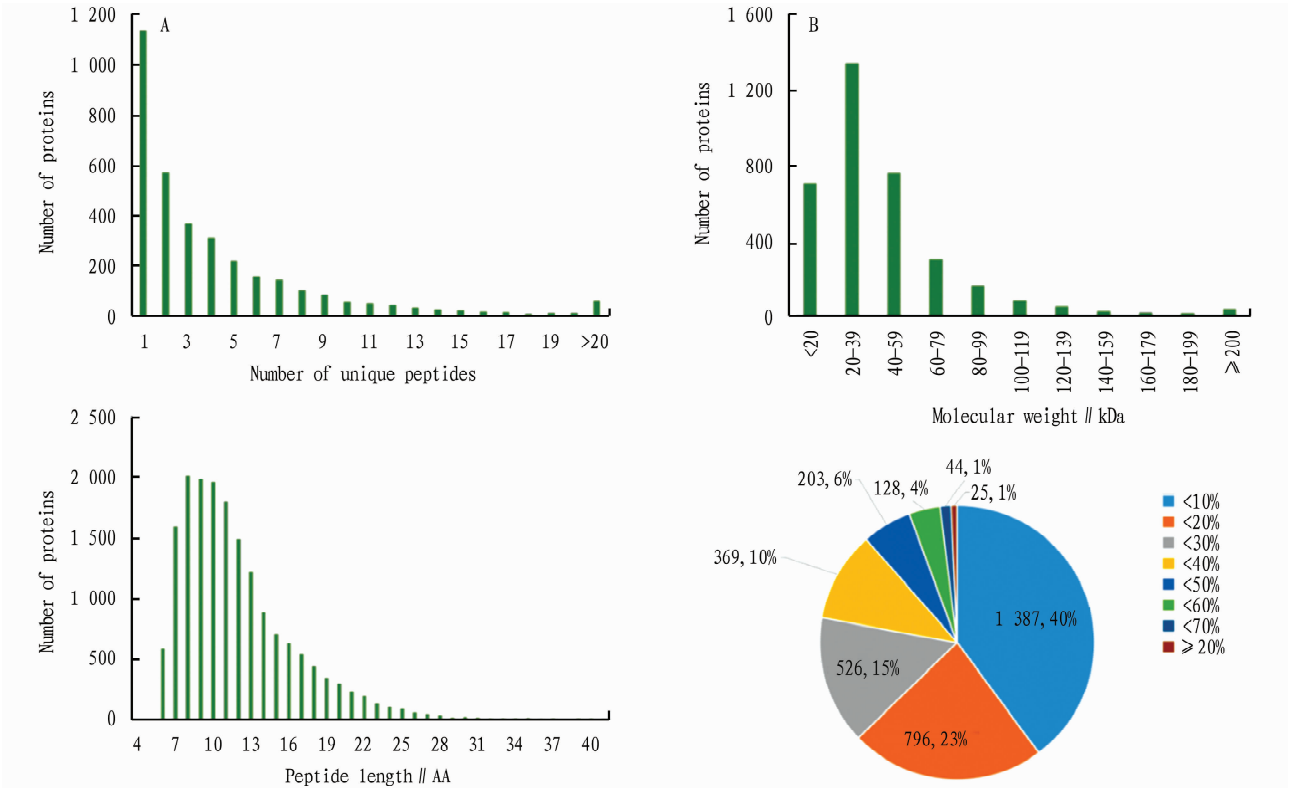 A
1 200
1 000
800
600
400
200
0
Number of proteins
1 3 5 7 9 11 13 15 17 19 >20
Number of unique peptides
B
1 600
1 200
800
400
0
Number of proteins
<20 20-39 40-59 60-79 80-99 100-119 120-139 140-159 160-179 180-199 ⩾200
Molecular weight∥kDa
2 500
2 000
1 500
1 000
500
0
Number of proteins
4 7 10 13 16 19 22 25 28 31 34 37 40
Peptide length∥AA
44, 1%
203, 6%
128, 4%
25, 1%
369, 10%
1 387, 40%
526, 15%
796, 23%
<10%
<20%
<30%
<40%
<50%
<60%
<70%
⩾20%